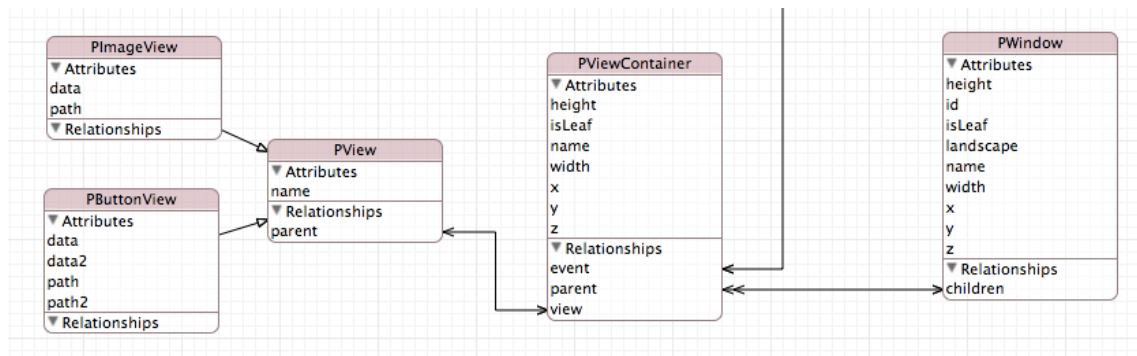 PImageView
Attributes
data
path
Relationships
PButtonView
Attributes
data
data2
path
path2
Relationships
PView
Attributes
name
Relationships
parent
PViewContainer
Attributes
height
isLeaf
name
width
x
y
z
Relationships
event
parent
view
PWindow
Attributes
height
id
isLeaf
landscape
name
width
x
y
z
Relationships
children